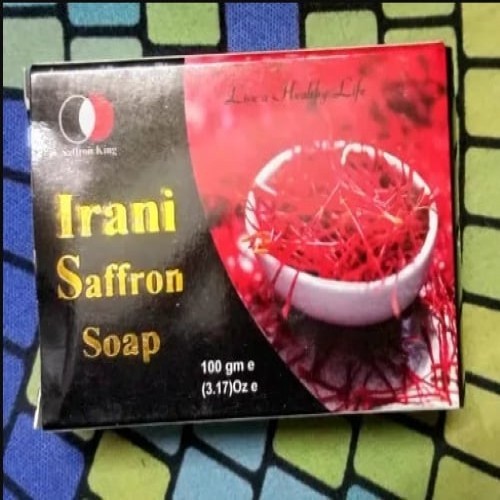 Live a Healthy Life
Saffron King
Irani
Saffron
Soap
100 gm e
(3.17)Oz e